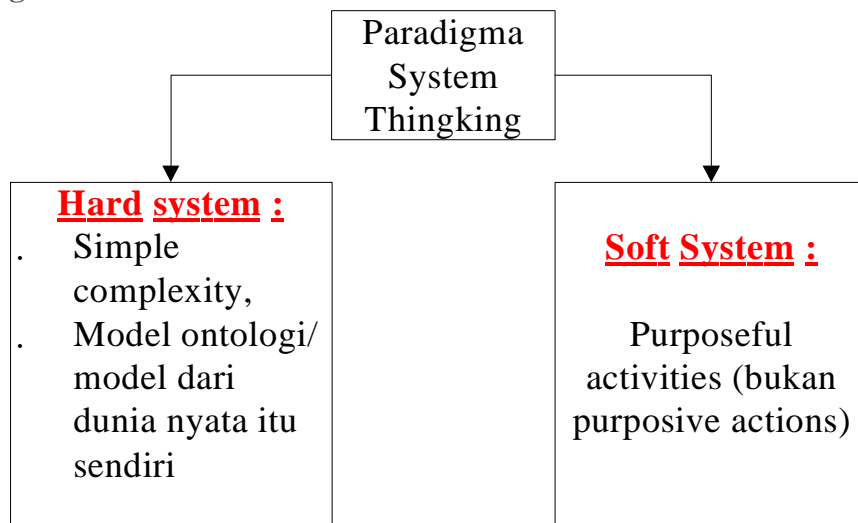 Paradigma
System
Thingking
Hard system :
. Simple
complexity,
. Model ontologi/
model dari
dunia nyata itu
sendiri
Soft System :
Purposeful
activities (bukan
purposive actions)